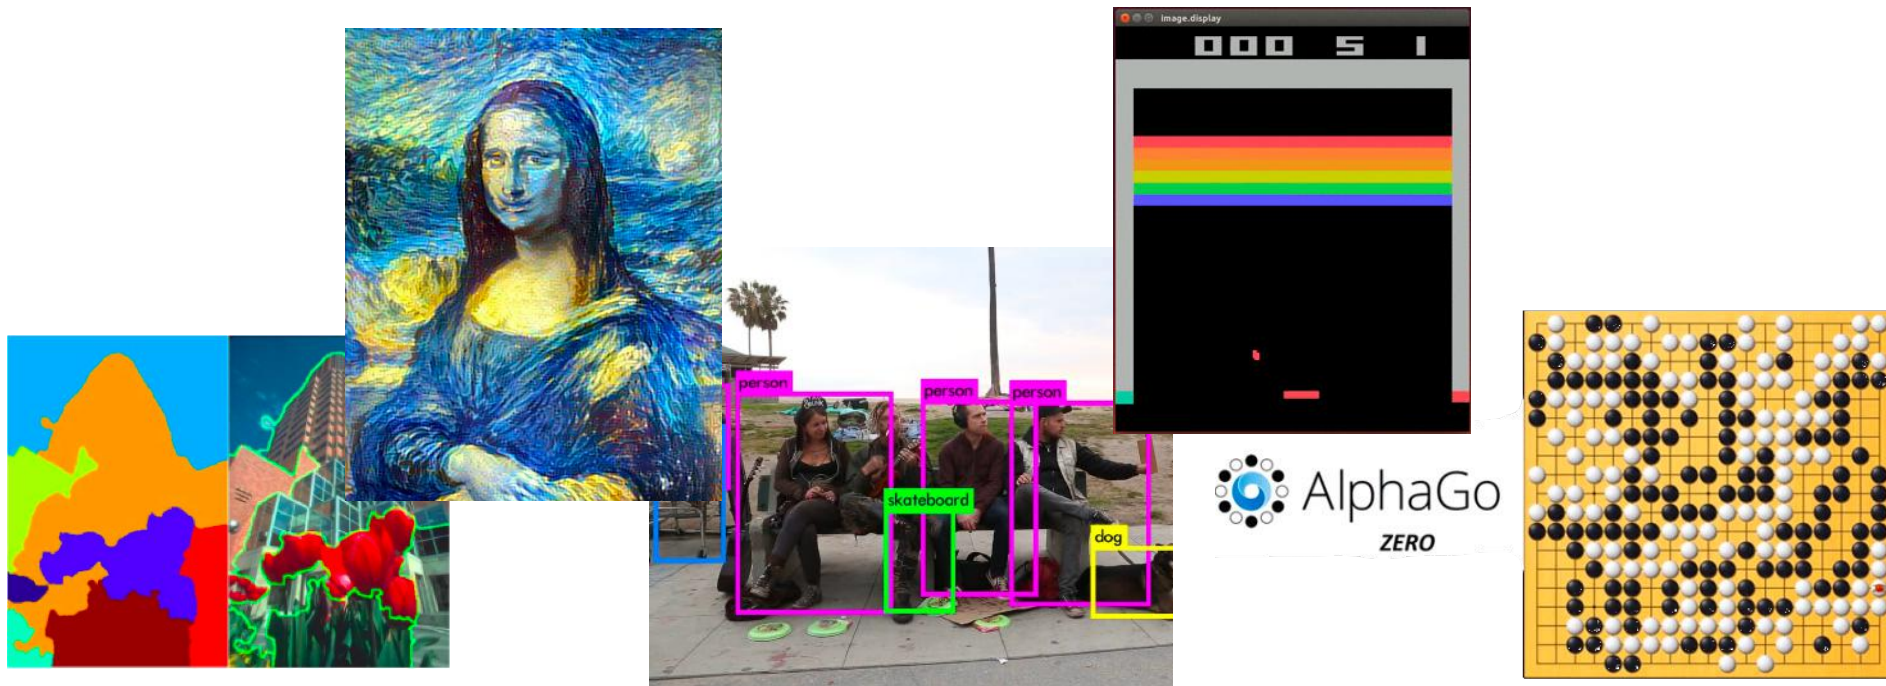 image.display
000 5 1
person
person
person
skateboard
dog
AlphaGo
ZERO